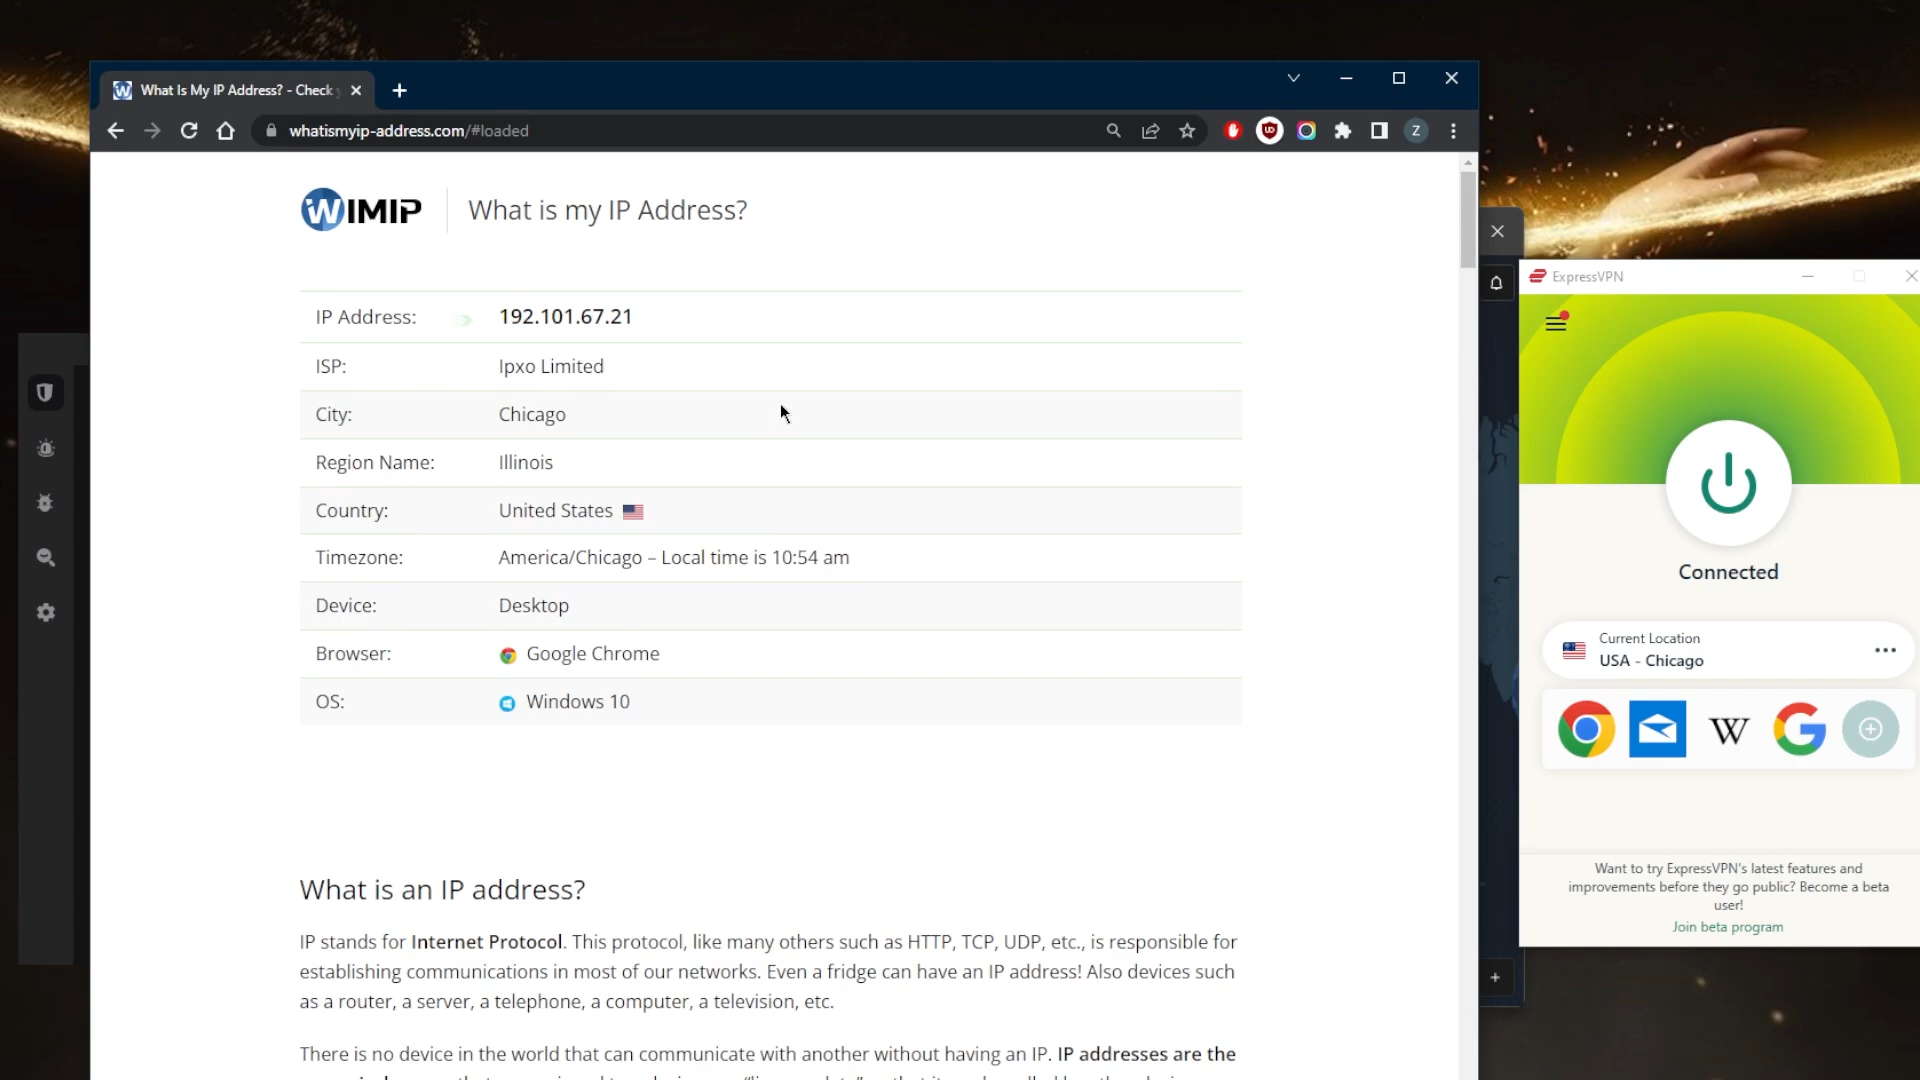 What Is My IP Address? - Check
whatismyip-address.com/#loaded
Z
WIMIP
What is my IP Address?
IP Address: 192.101.67.21
ISP: Ipxo Limited
City: Chicago
Region Name: Illinois
Country: United States
Timezone: America/Chicago – Local time is 10:54 am
Device: Desktop
Browser: Google Chrome
OS: Windows 10
What is an IP address?
IP stands for Internet Protocol. This protocol, like many others such as HTTP, TCP, UDP, etc., is responsible for
establishing communications in most of our networks. Even a fridge can have an IP address! Also devices such
as a router, a server, a telephone, a computer, a television, etc.
There is no device in the world that can communicate with another without having an IP. IP addresses are the
ExpressVPN
Connected
Current Location
USA - Chicago
W
G
Want to try ExpressVPN's latest features and
improvements before they go public? Become a beta
user!
Join beta program